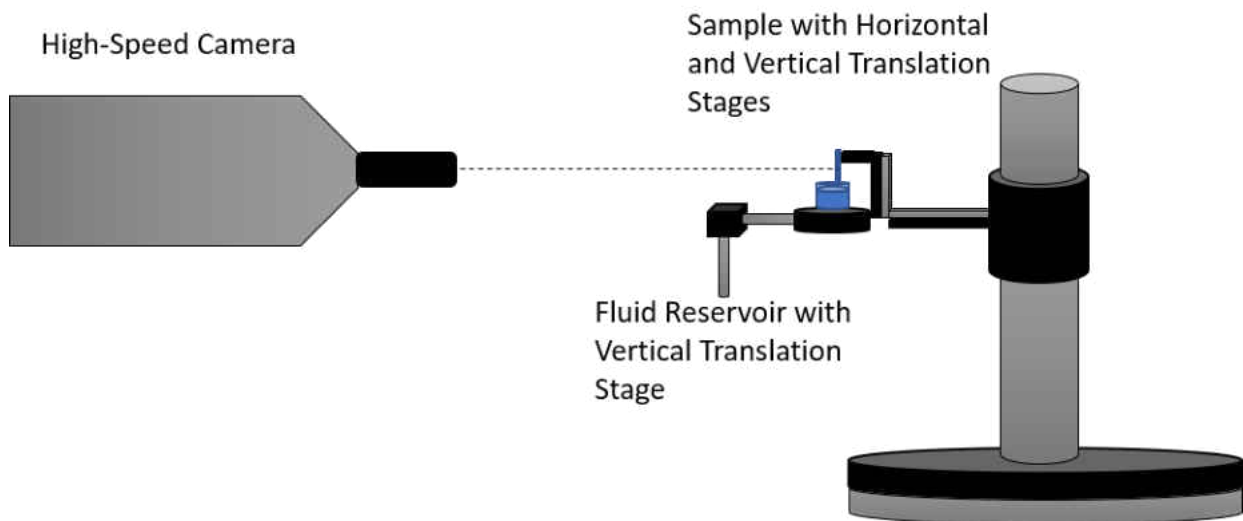 High-Speed Camera
Sample with Horizontal
and Vertical Translation
Stages
Fluid Reservoir with
Vertical Translation
Stage